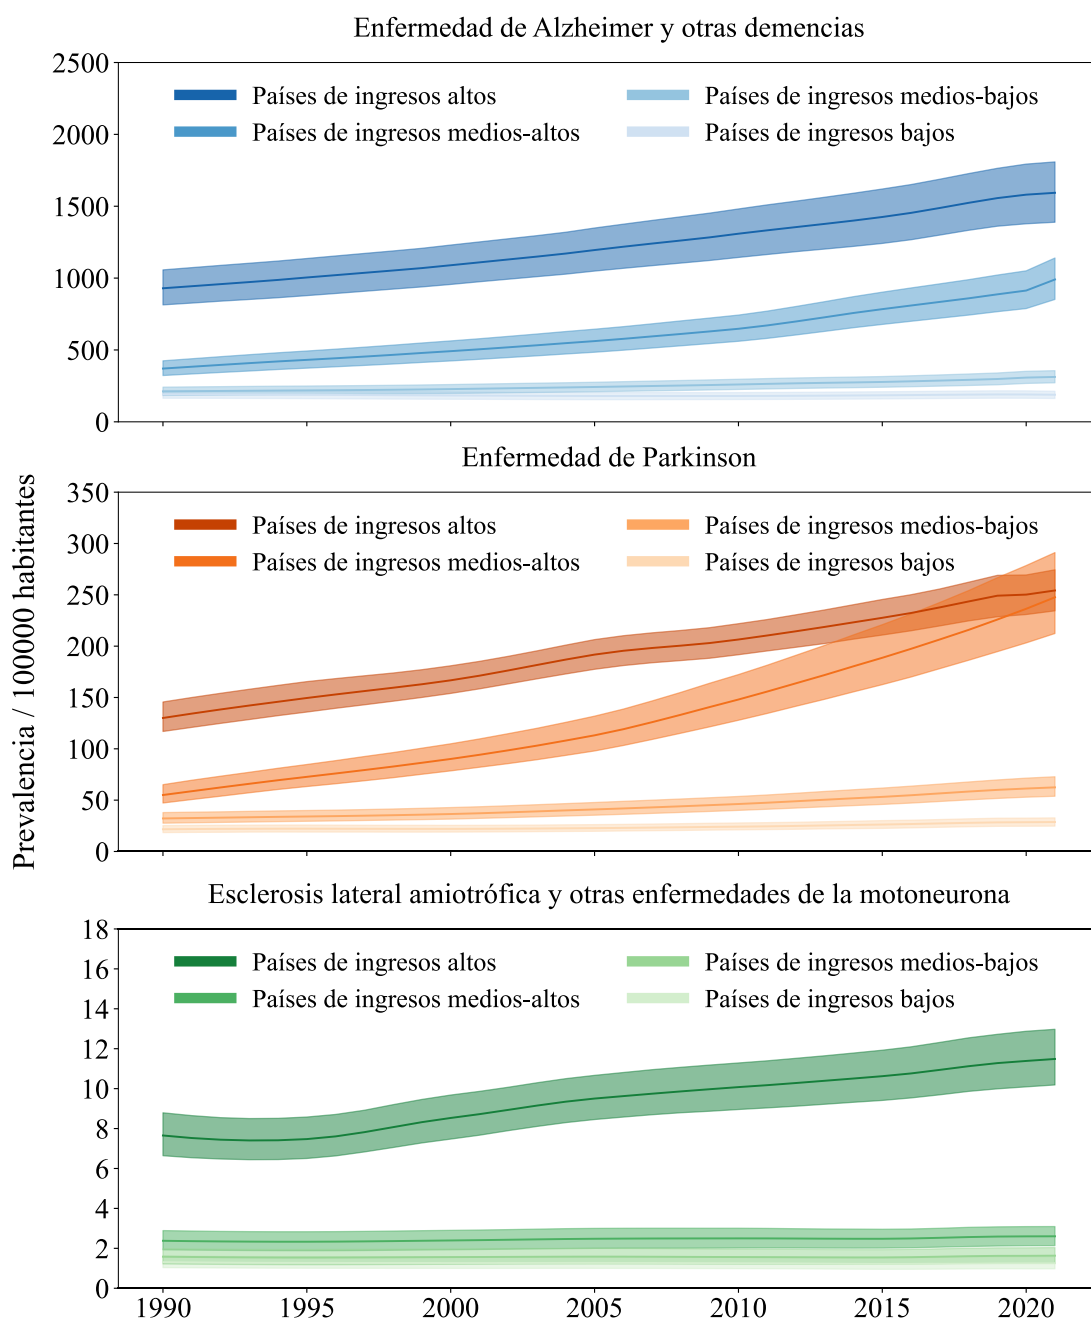 Enfermedad de Alzheimer y otras demencias
2500
2000
1500
1000
500
0
Países de ingresos altos
Países de ingresos medios-altos
Países de ingresos medios-bajos
Países de ingresos bajos
Prevalencia / 100000 habitantes
Enfermedad de Parkinson
350
300
250
200
150
100
50
0
Países de ingresos altos
Países de ingresos medios-altos
Países de ingresos medios-bajos
Países de ingresos bajos
Esclerosis lateral amiotrófica y otras enfermedades de la motoneurona
18
16
14
12
10
8
6
4
2
0
Países de ingresos altos
Países de ingresos medios-altos
Países de ingresos medios-bajos
Países de ingresos bajos
1990 1995 2000 2005 2010 2015 2020